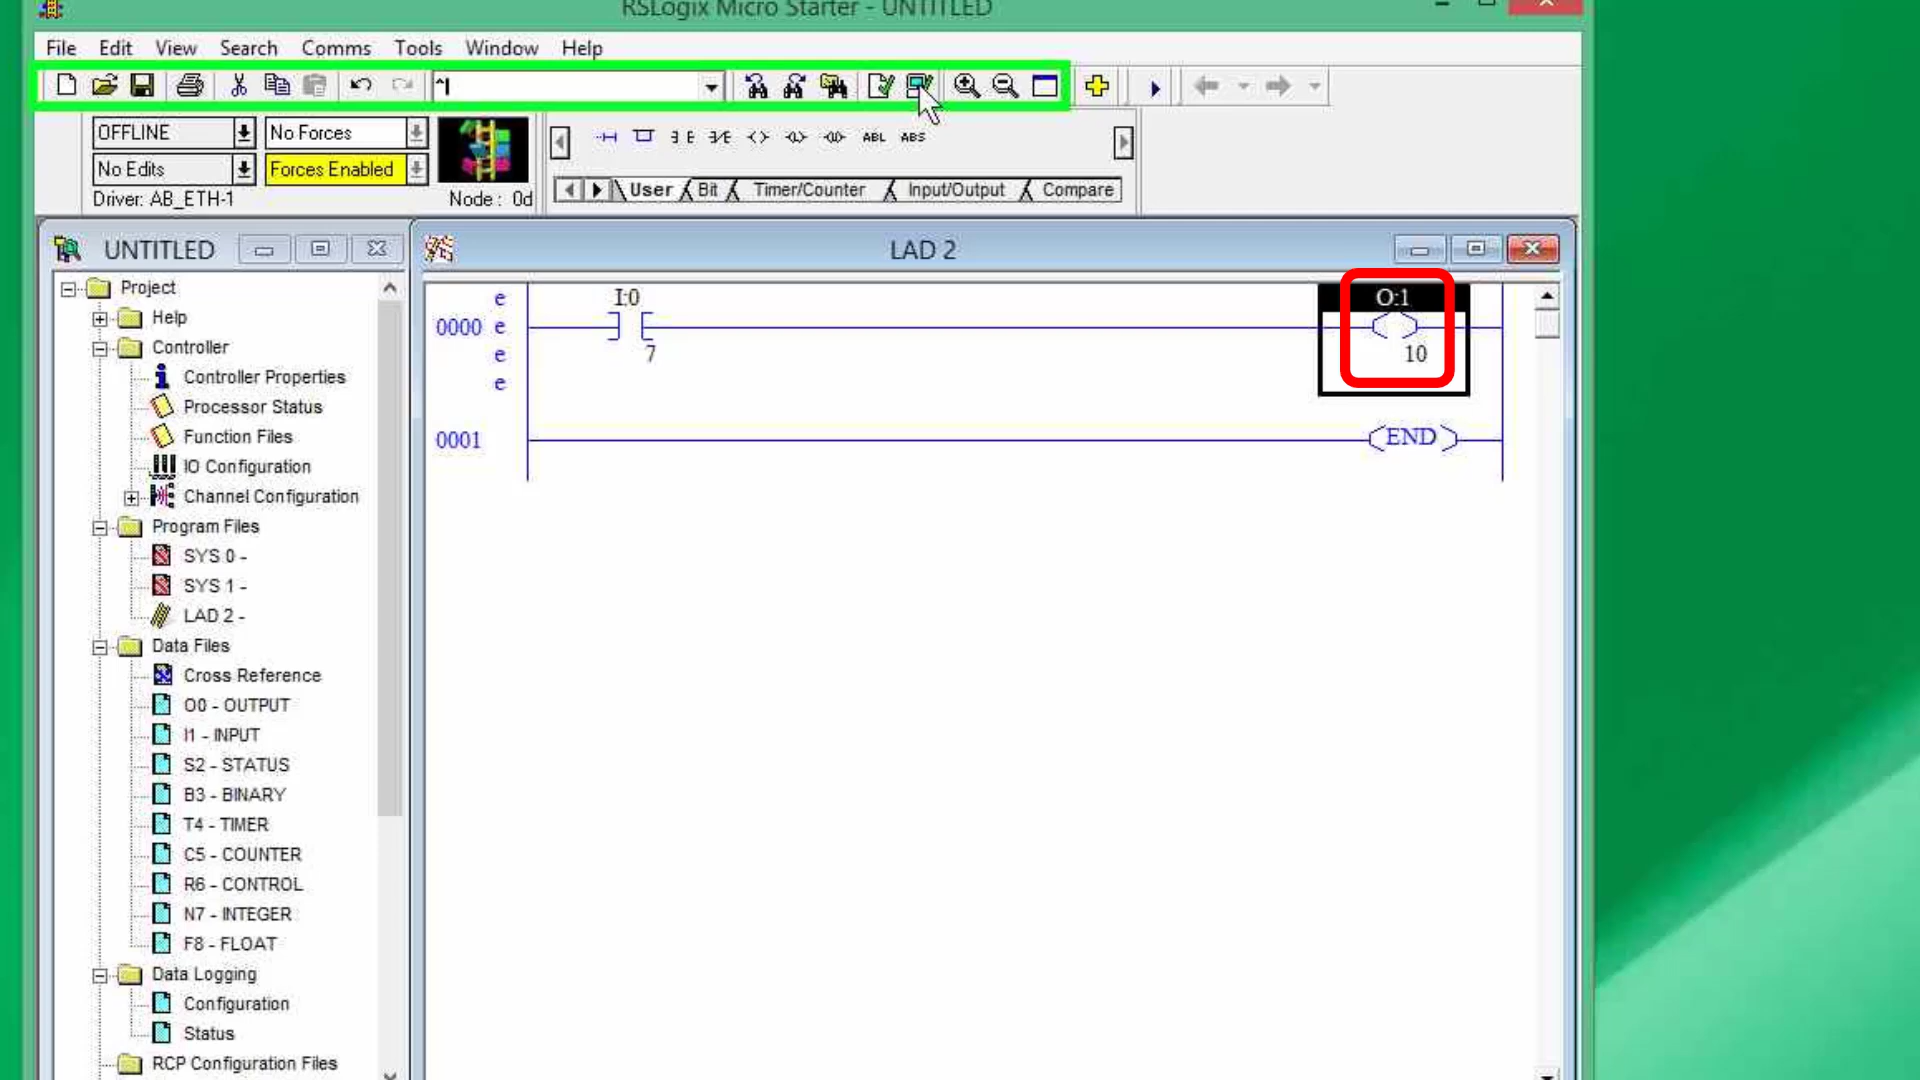 RSLogix Micro Starter - UNTITLED
File Edit View Search Comms Tools Window Help
^|
OFFLINE No Forces
No Edits Forces Enabled
Driver: AB_ETH-1 Node : 0d
ABL ABS
User Bit Timer/Counter Input/Output Compare
UNTITLED
Project
Help
Controller
Controller Properties
Processor Status
Function Files
IO Configuration
Channel Configuration
Program Files
SYS 0 -
SYS 1 -
LAD 2 -
Data Files
Cross Reference
O0 - OUTPUT
I1 - INPUT
S2 - STATUS
B3 - BINARY
T4 - TIMER
C5 - COUNTER
R6 - CONTROL
N7 - INTEGER
F8 - FLOAT
Data Logging
Configuration
Status
RCP Configuration Files
LAD 2
e I:0 O:1
0000 e
e 7 10
e
0001 END